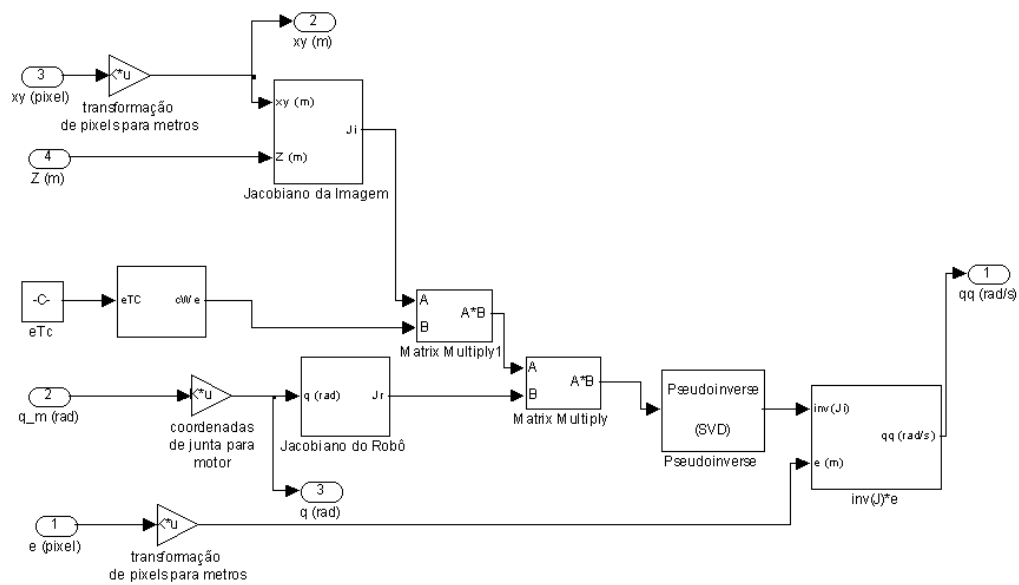 2
xy (m)
3
xy (pixel)
<*u
transformação
de pixels para metros
xy (m)
Ji
Z (m)
Jacobiano da Imagem
4
Z (m)
-C-
eTc
eTC
cWe
A
B
A*B
Matrix Multiply1
1
qq (rad/s)
2
q_m (rad)
<*u
coordenadas
de junta para
motor
q (rad)
Jr
Jacobiano do Robô
A
B
A*B
Matrix Multiply
Pseudoinverse
(SVD)
Pseudoinverse
inv(Ji)
qq (rad/s)
e (m)
inv(J)*e
3
q (rad)
1
e (pixel)
<*u
transformação
de pixels para metros